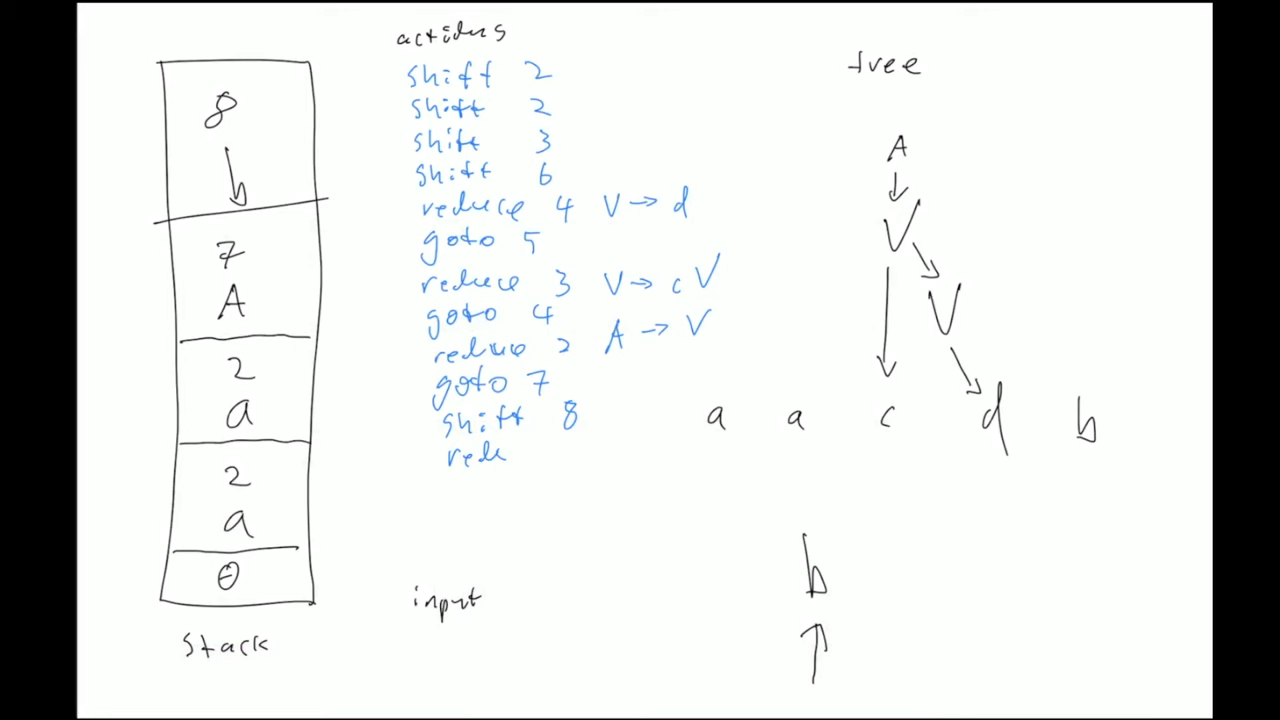 actions
tree
shift 2
shift 2
shift 3
shift 6
reduce 4 V → d
goto 5
reduce 3 V → c V
goto 4
reduce 2 A → V
goto 7
shift 8
redu
8
b
7
A
2
a
2
a
0
stack
A
V
V
a a c d b
input
b